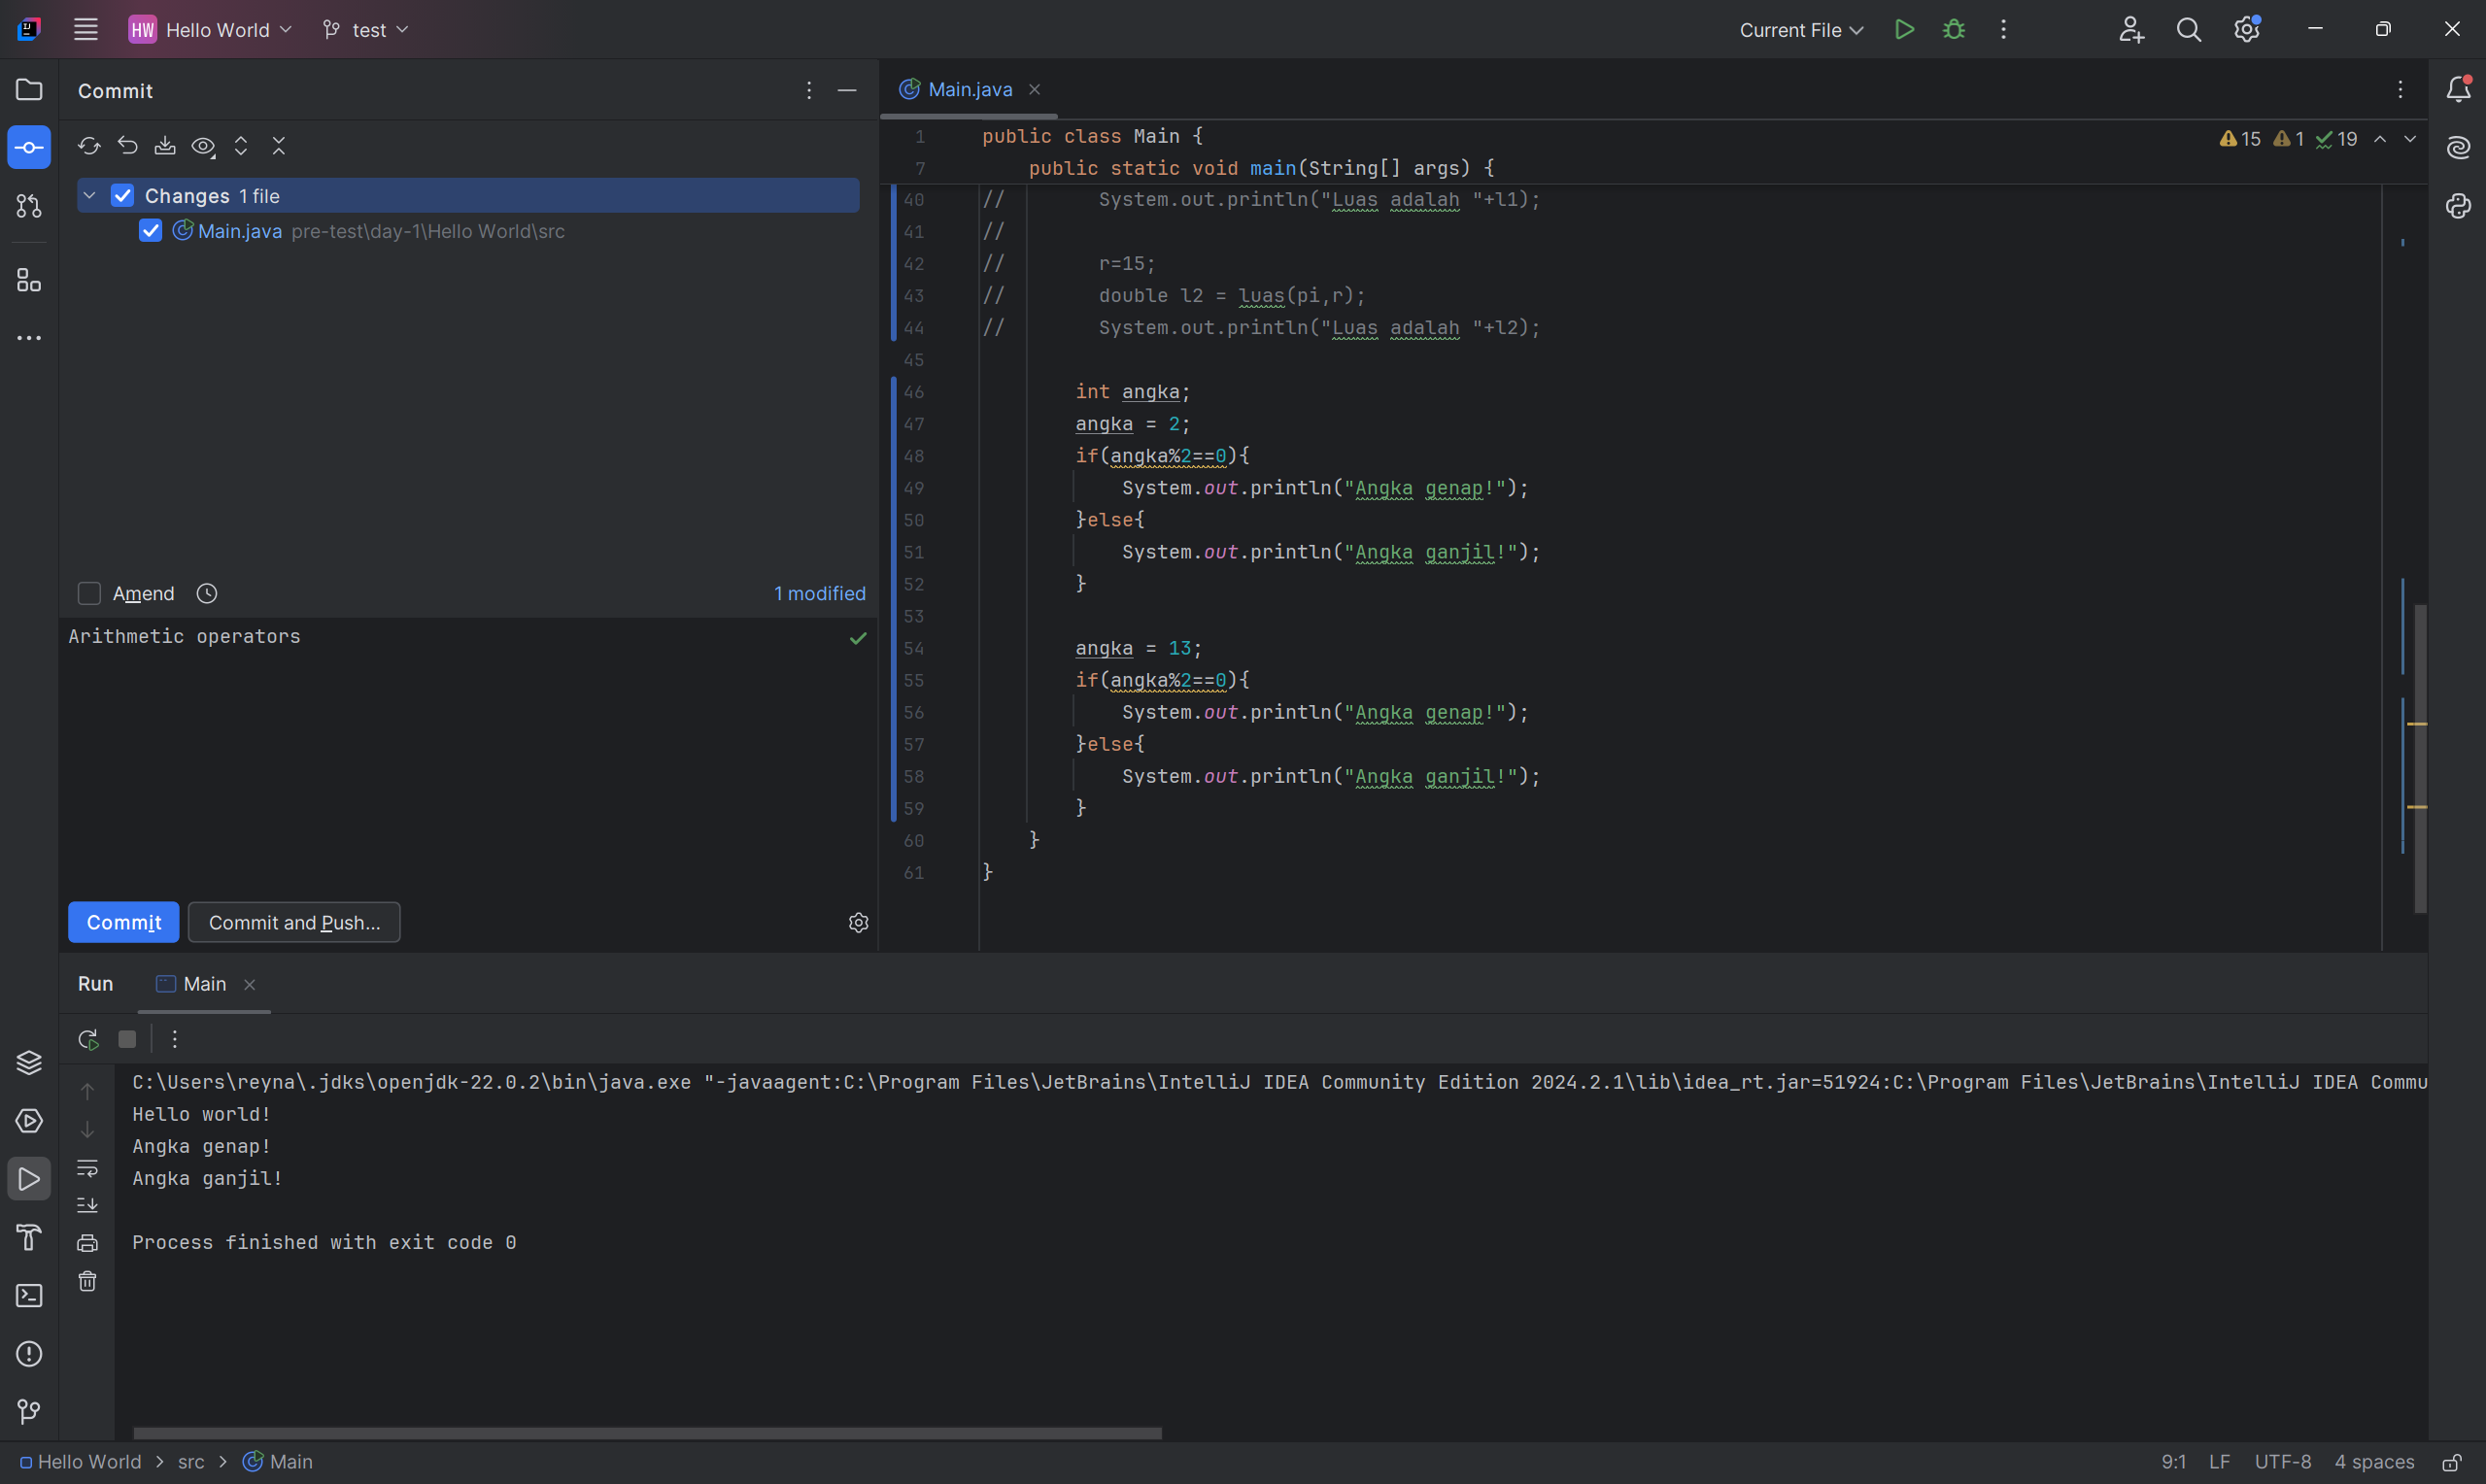 HW Hello World test Current File
Commit
Changes 1 file
Main.java pre-test\day-1\Hello World\src
Amend 1 modified
Arithmetic operators
Commit Commit and Push...
Main.java
15 1 19
1 public class Main {
7 public static void main(String[] args) {
40 // System.out.println("Luas adalah "+l1);
41 //
42 // r=15;
43 // double l2 = luas(pi,r);
44 // System.out.println("Luas adalah "+l2);
45
46 int angka;
47 angka = 2;
48 if(angka%2==0){
49 System.out.println("Angka genap!");
50 }else{
51 System.out.println("Angka ganjil!");
52 }
53
54 angka = 13;
55 if(angka%2==0){
56 System.out.println("Angka genap!");
57 }else{
58 System.out.println("Angka ganjil!");
59 }
60 }
61 }
Run Main
C:\Users\reyna\.jdks\openjdk-22.0.2\bin\java.exe "-javaagent:C:\Program Files\JetBrains\IntelliJ IDEA Community Edition 2024.2.1\lib\idea_rt.jar=51924:C:\Program Files\JetBrains\IntelliJ IDEA Commu
Hello world!
Angka genap!
Angka ganjil!
Process finished with exit code 0
Hello World > src > Main 9:1 LF UTF-8 4 spaces